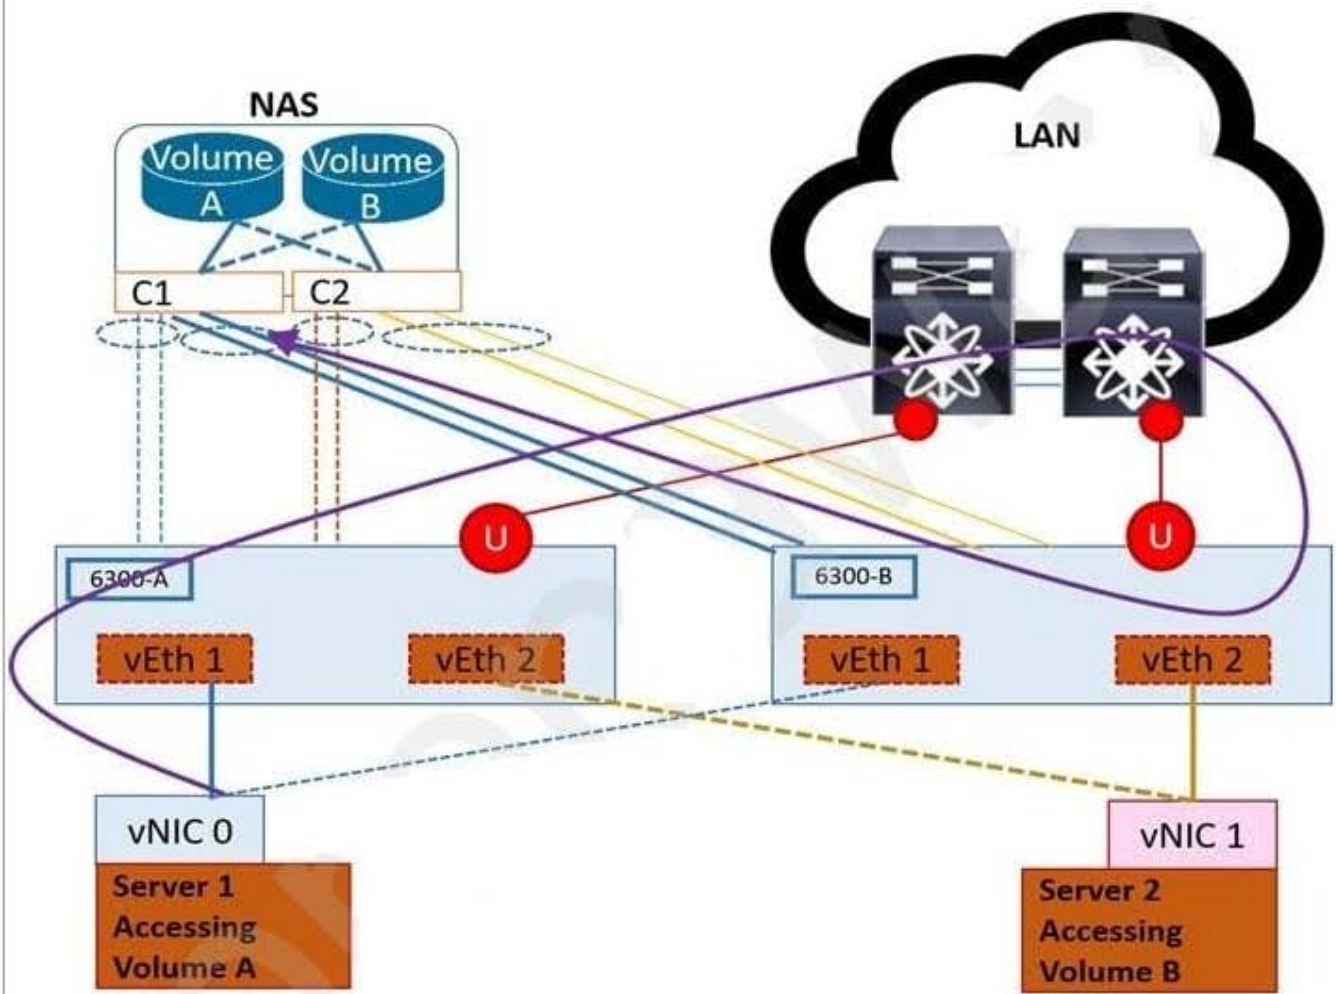 NAS
LAN
Volume
A
Volume
B
C1
C2
U
U
6300-A
6300-B
vEth 1
vEth 2
vEth 1
vEth 2
vNIC 0
vNIC 1
Server 1
Accessing
Volume A
Server 2
Accessing
Volume B